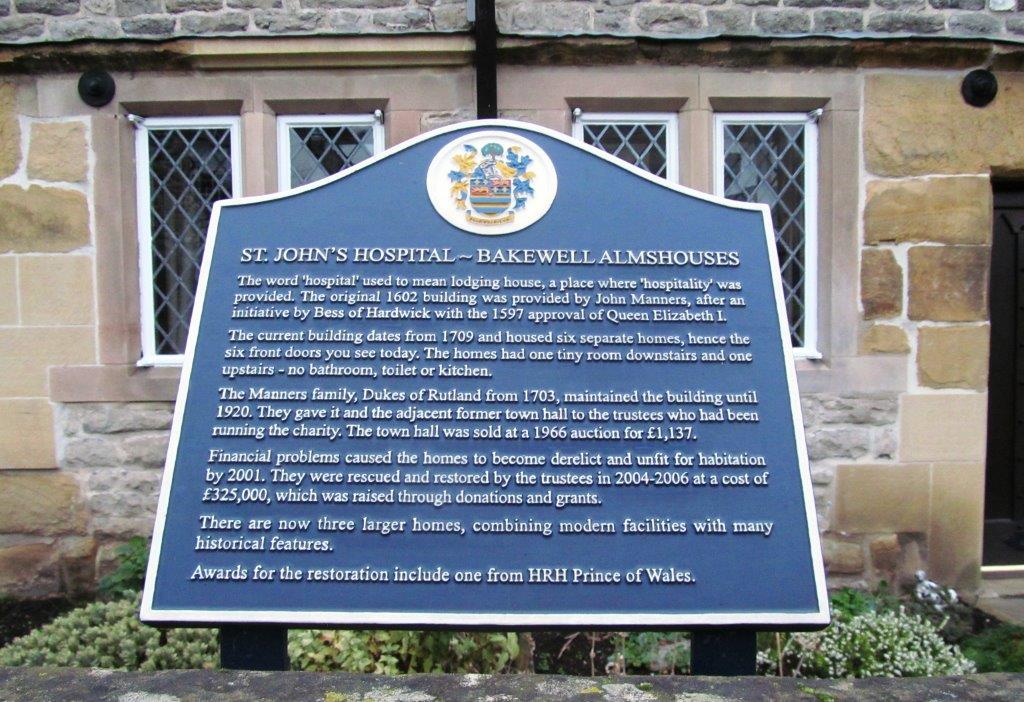 ST. JOHN'S HOSPITAL ~ BAKEWELL ALMSHOUSES
The word 'hospital' used to mean lodging house, a place where 'hospitality' was
provided. The original 1602 building was provided by John Manners, after an
initiative by Bess of Hardwick with the 1597 approval of Queen Elizabeth I.
The current building dates from 1709 and housed six separate homes, hence the
six front doors you see today. The homes had one tiny room downstairs and one
upstairs - no bathroom, toilet or kitchen.
The Manners family, Dukes of Rutland from 1703, maintained the building until
1920. They gave it and the adjacent former town hall to the trustees who had been
running the charity. The town hall was sold at a 1966 auction for £1,137.
Financial problems caused the homes to become derelict and unfit for habitation
by 2001. They were rescued and restored by the trustees in 2004-2006 at a cost of
£325,000, which was raised through donations and grants.
There are now three larger homes, combining modern facilities with many
historical features.
Awards for the restoration include one from HRH Prince of Wales.